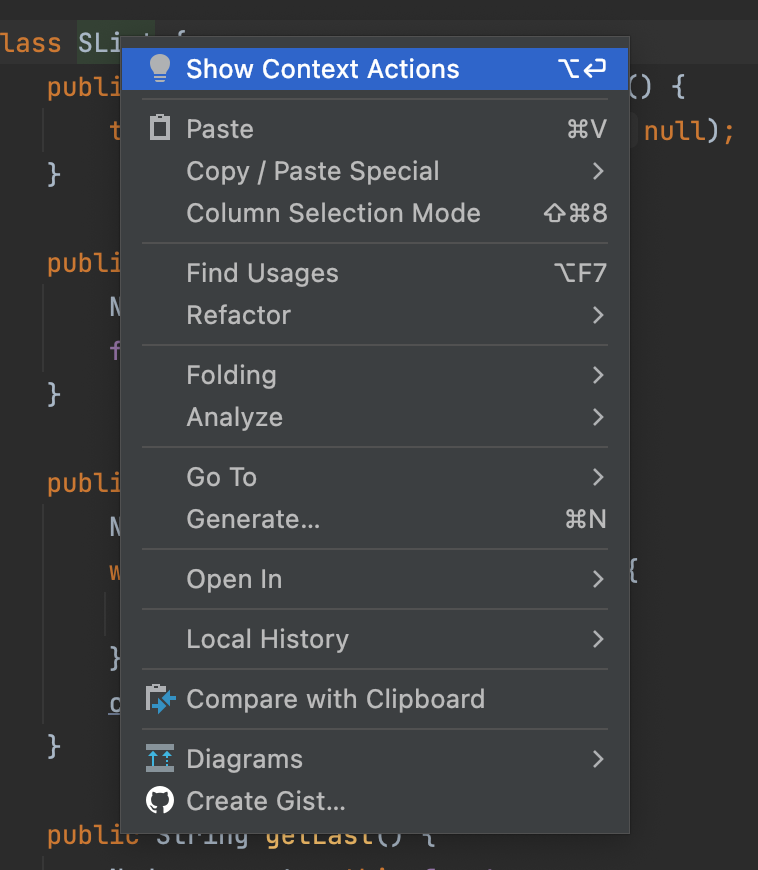 lass SLi {
Show Context Actions ⌥⏎
publi () {
Paste ⌘V
t null);
Copy / Paste Special >
}
Column Selection Mode ⇧⌘8
publi
Find Usages ⌥F7
N
Refactor >
f
Folding >
}
Analyze >
Go To >
publi
Generate... ⌘N
N
w {
Open In >
Local History >
}
Compare with Clipboard
c
}
Diagrams >
Create Gist...
public String getLast() {